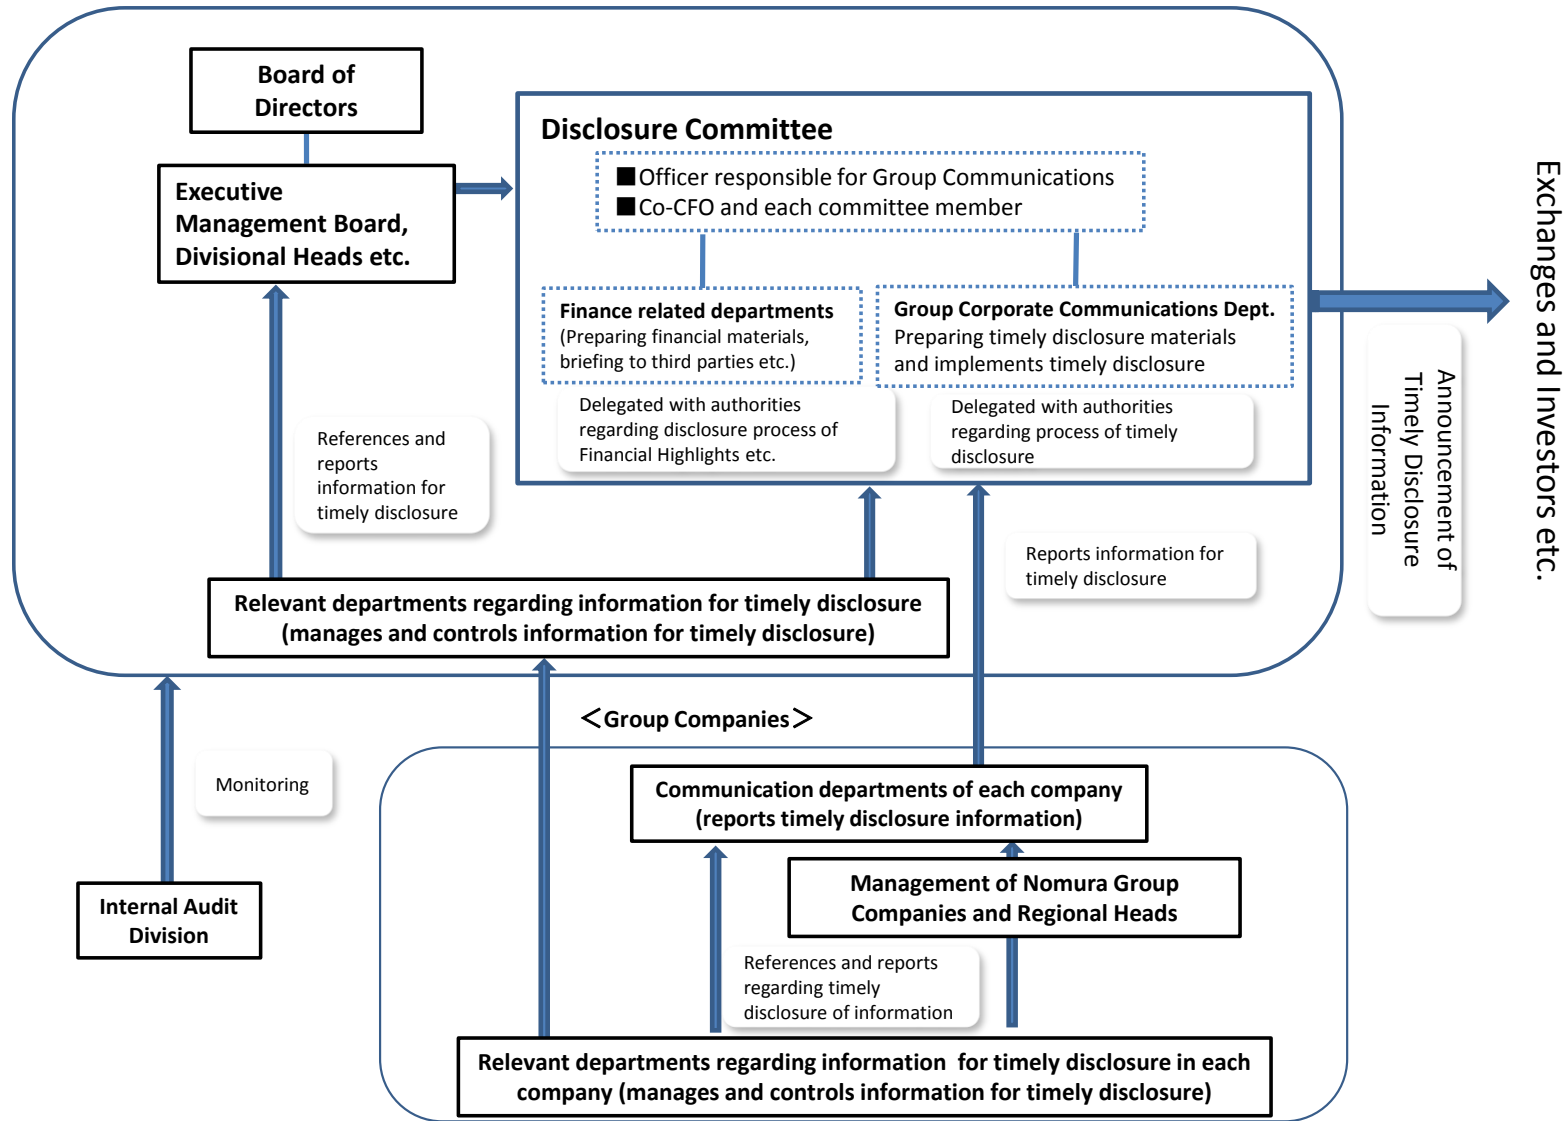 Board of
Directors
Executive
Management Board,
Divisional Heads etc.
Disclosure Committee
■Officer responsible for Group Communications
■Co-CFO and each committee member
Finance related departments
(Preparing financial materials,
briefing to third parties etc.)
Group Corporate Communications Dept.
Preparing timely disclosure materials
and implements timely disclosure
Delegated with authorities
regarding disclosure process of
Financial Highlights etc.
Delegated with authorities
regarding process of timely
disclosure
Exchanges and Investors etc.
Announcement of
Timely Disclosure
Information
References and
reports
information for
timely disclosure
Reports information for
timely disclosure
Relevant departments regarding information for timely disclosure
(manages and controls information for timely disclosure)
<Group Companies>
Monitoring
Communication departments of each company
(reports timely disclosure information)
Management of Nomura Group
Companies and Regional Heads
Internal Audit
Division
References and reports
regarding timely
disclosure of information
Relevant departments regarding information for timely disclosure in each
company (manages and controls information for timely disclosure)